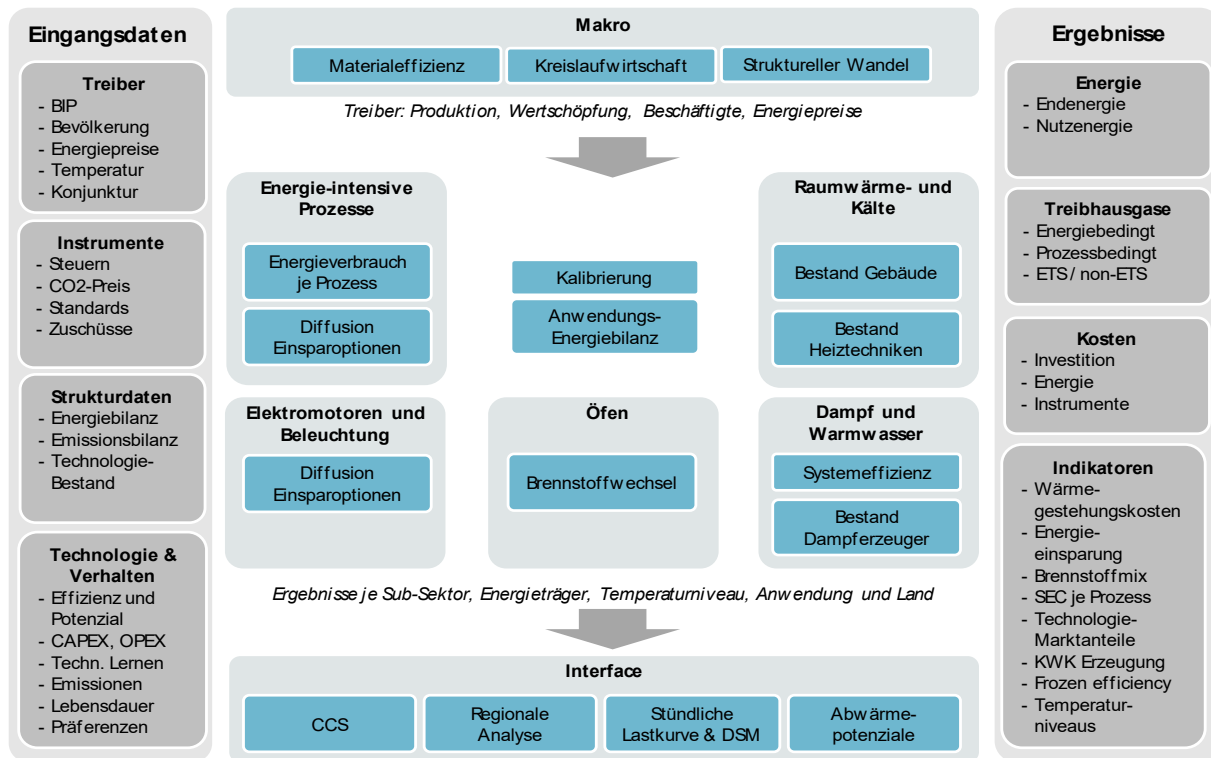 Eingangsdaten
Treiber
- BIP
- Bevölkerung
- Energiepreise
- Temperatur
- Konjunktur
Instrumente
- Steuern
- CO2-Preis
- Standards
- Zuschüsse
Strukturdaten
- Energiebilanz
- Emissionsbilanz
- Technologie-
Bestand
Technologie &
Verhalten
- Effizienz und
Potenzial
- CAPEX, OPEX
- Techn. Lernen
- Emissionen
- Lebensdauer
- Präferenzen
Makro
Materialeffizienz
Kreislaufwirtschaft
Struktureller Wandel
Treiber: Produktion, Wertschöpfung, Beschäftigte, Energiepreise
Energie-intensive
Prozesse
Energieverbrauch
je Prozess
Diffusion
Einsparoptionen
Kalibrierung
Anwendungs-
Energiebilanz
Raumwärme- und
Kälte
Bestand Gebäude
Bestand
Heiztechniken
Elektromotoren und
Beleuchtung
Diffusion
Einsparoptionen
Öfen
Brennstoffwechsel
Dampf und
Warmwasser
Systemeffizienz
Bestand
Dampferzeuger
Ergebnisse je Sub-Sektor, Energieträger, Temperaturniveau, Anwendung und Land
Interface
CCS
Regionale
Analyse
Stündliche
Lastkurve & DSM
Abwärme-
potenziale
Ergebnisse
Energie
- Endenergie
- Nutzenergie
Treibhausgase
- Energiebedingt
- Prozessbedingt
- ETS / non-ETS
Kosten
- Investition
- Energie
- Instrumente
Indikatoren
- Wärme-
gestehungskosten
- Energie-
einsparung
- Brennstoffmix
- SEC je Prozess
- Technologie-
Marktanteile
- KWK Erzeugung
- Frozen efficiency
- Temperatur-
niveaus